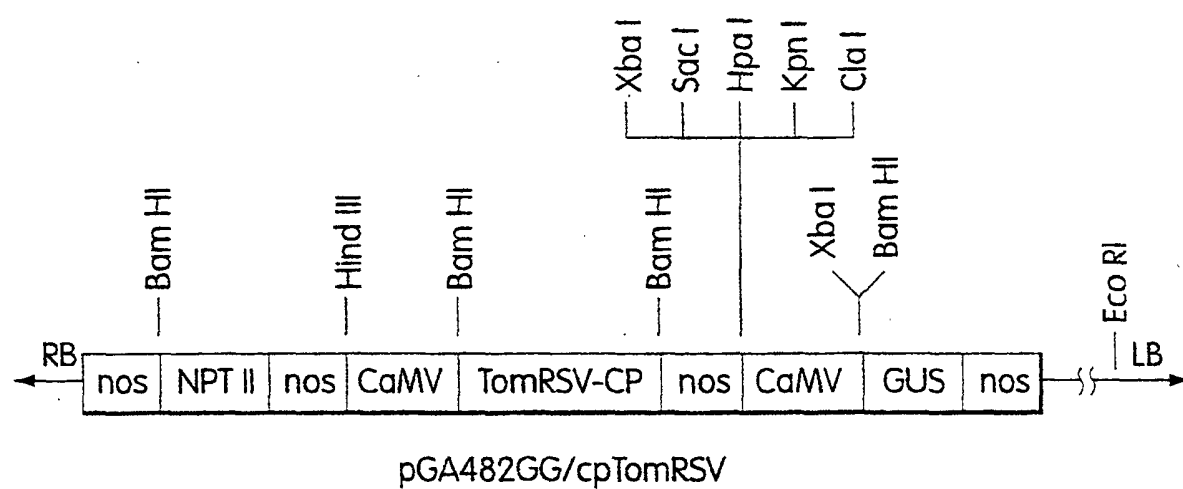 Xba I
Sac I
Hpa I
Kpn I
Cla I
Bam HI
Hind III
Bam HI
Bam HI
Xba I
Bam HI
Eco RI
RB
nos
NPT II
nos
CaMV
TomRSV-CP
nos
CaMV
GUS
nos
LB
pGA482GG/cpTomRSV